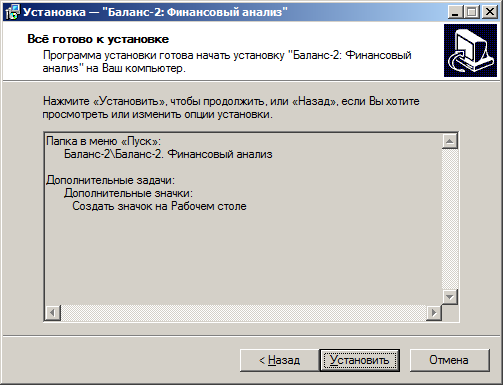 Установка — "Баланс-2: Финансовый анализ"
Всё готово к установке
Программа установки готова начать установку "Баланс-2: Финансовый
анализ" на Ваш компьютер.
Нажмите «Установить», чтобы продолжить, или «Назад», если Вы хотите
просмотреть или изменить опции установки.
Папка в меню «Пуск»:
Баланс-2\Баланс-2. Финансовый анализ
Дополнительные задачи:
Дополнительные значки:
Создать значок на Рабочем столе
< Назад
Установить
Отмена